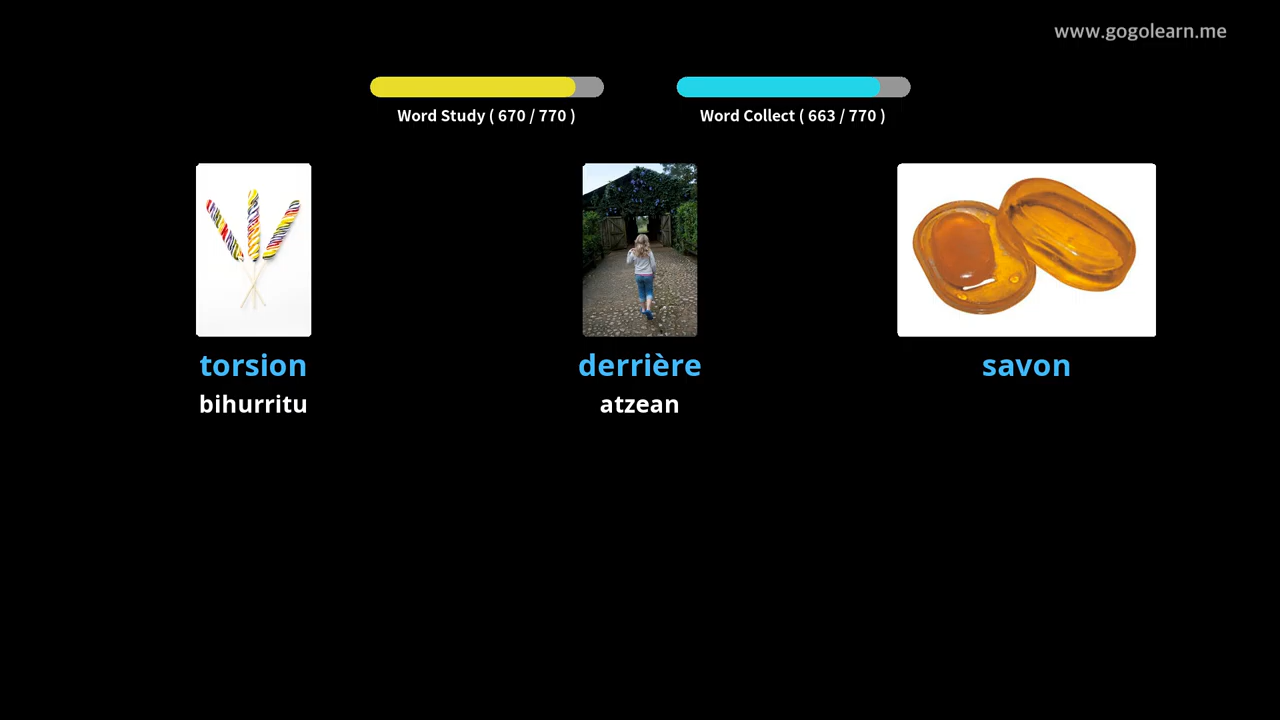 www.gogolearn.me
Word Study ( 670 / 770 )
Word Collect ( 663 / 770 )
torsion
bihurritu
derrière
atzean
savon